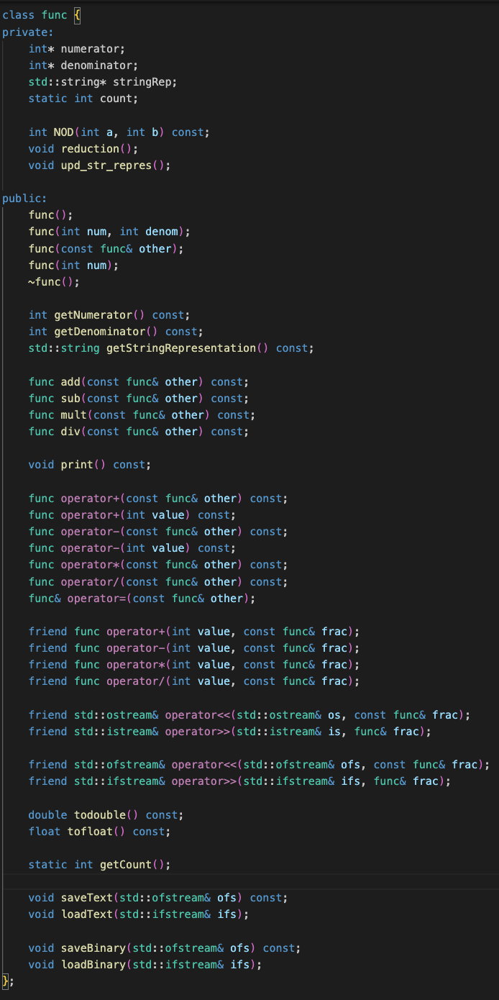 class func {
private:
    int* numerator;
    int* denominator;
    std::string* stringRep;
    static int count;

    int NOD(int a, int b) const;
    void reduction();
    void upd_str_repres();

public:
    func();
    func(int num, int denom);
    func(const func& other);
    func(int num);
    ~func();

    int getNumerator() const;
    int getDenominator() const;
    std::string getStringRepresentation() const;

    func add(const func& other) const;
    func sub(const func& other) const;
    func mult(const func& other) const;
    func div(const func& other) const;

    void print() const;

    func operator+(const func& other) const;
    func operator+(int value) const;
    func operator-(const func& other) const;
    func operator-(int value) const;
    func operator*(const func& other) const;
    func operator/(const func& other) const;
    func& operator=(const func& other);

    friend func operator+(int value, const func& frac);
    friend func operator-(int value, const func& frac);
    friend func operator*(int value, const func& frac);
    friend func operator/(int value, const func& frac);

    friend std::ostream& operator<<(std::ostream& os, const func& frac);
    friend std::istream& operator>>(std::istream& is, func& frac);

    friend std::ofstream& operator<<(std::ofstream& ofs, const func& frac);
    friend std::ifstream& operator>>(std::ifstream& ifs, func& frac);

    double todouble() const;
    float tofloat() const;

    static int getCount();

    void saveText(std::ofstream& ofs) const;
    void loadText(std::ifstream& ifs);

    void saveBinary(std::ofstream& ofs) const;
    void loadBinary(std::ifstream& ifs);
};